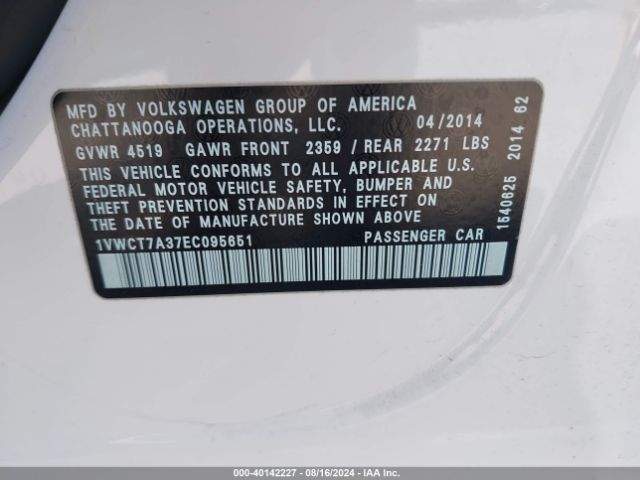 MFD BY VOLKSWAGEN GROUP OF AMERICA
CHATTANOOGA OPERATIONS, LLC. 04/2014
GVWR 4519 GAWR FRONT 2359 / REAR 2271 LBS
THIS VEHICLE CONFORMS TO ALL APPLICABLE U.S.
FEDERAL MOTOR VEHICLE SAFETY, BUMPER AND
THEFT PREVENTION STANDARDS IN EFFECT ON
THE DATE OF MANUFACTURE SHOWN ABOVE
1VWCT7A37EC095651 PASSENGER CAR
1540625 2014 62
000-40142227 - 08/16/2024 - IAA Inc.